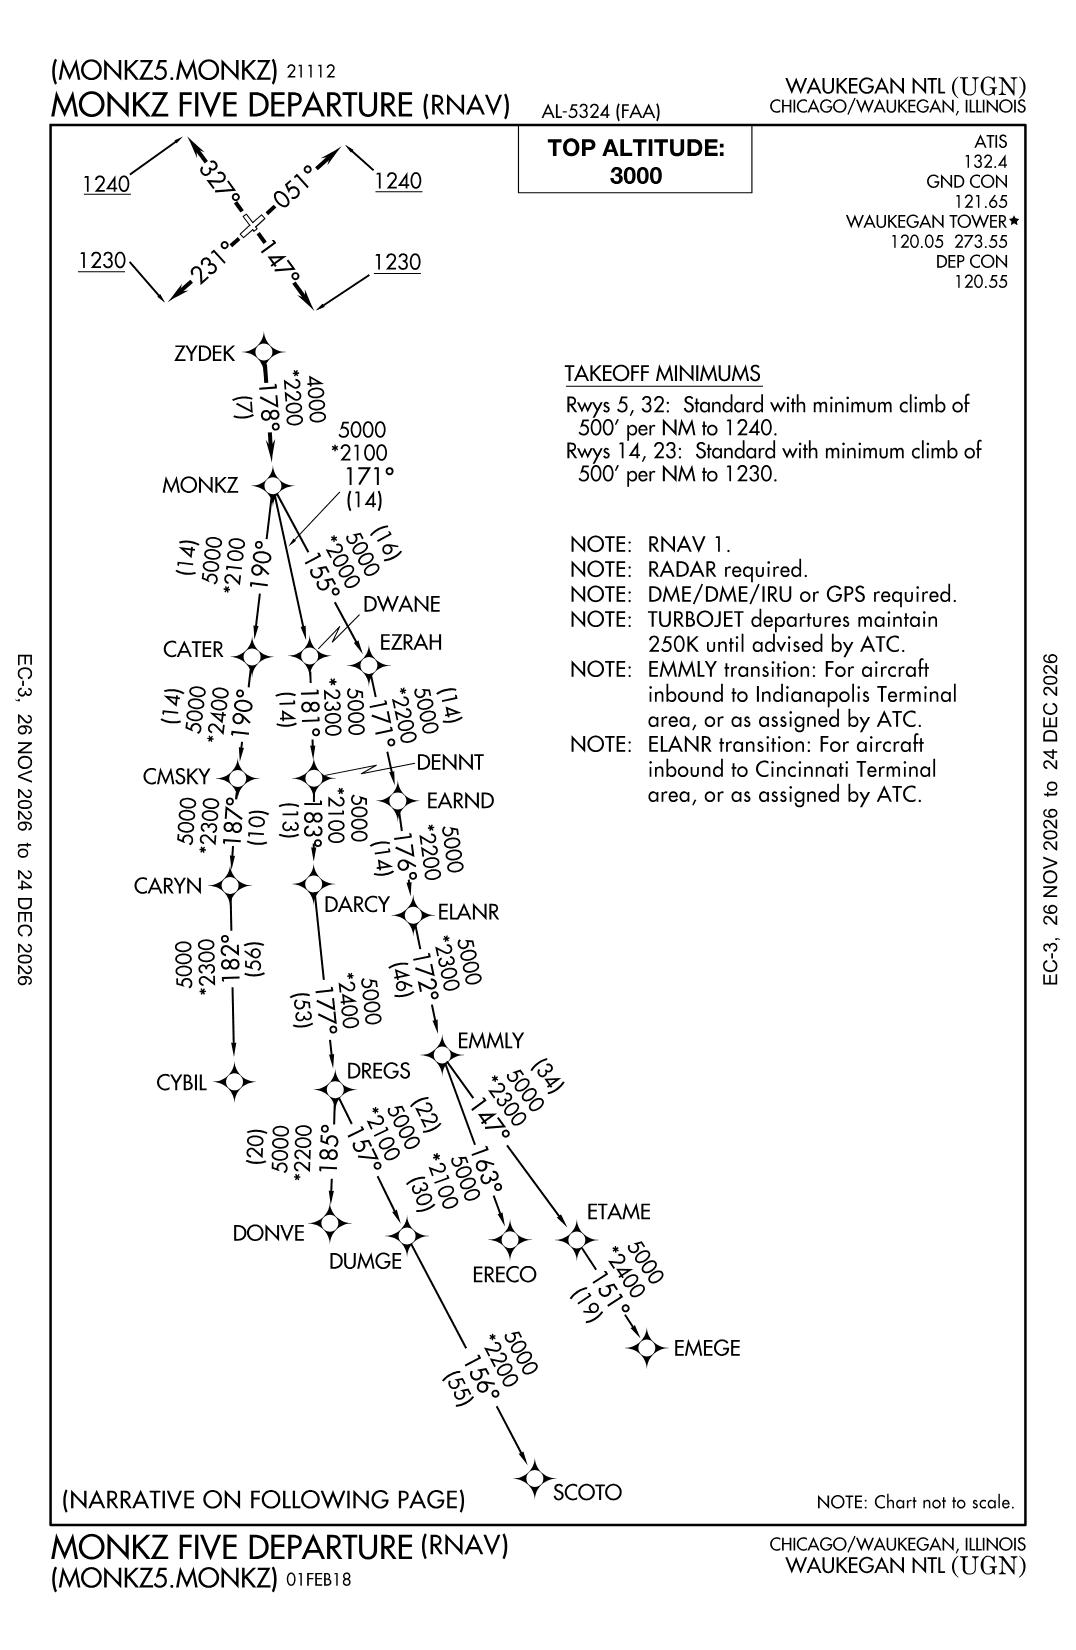 (MONKZ5.MONKZ) 21112
MONKZ FIVE DEPARTURE (RNAV)
AL-5324 (FAA)
WAUKEGAN NTL (UGN)
CHICAGO/WAUKEGAN, ILLINOIS
TOP ALTITUDE:
3000
ATIS
132.4
GND CON
121.65
WAUKEGAN TOWER★
120.05 273.55
DEP CON
120.55
1240
327°
051°
1240
1230
231°
147°
1230
ZYDEK
4000
*2200
178°
(7)
5000
*2100
171°
(14)
MONKZ
(14)
5000
*2100
190°
(16)
5000
*2000
155°
DWANE
CATER
EZRAH
(14)
5000
*2400
190°
5000
*2300
181°
(14)
(14)
5000
*2200
171°
CMSKY
DENNT
EARND
5000
*2300
187°
(10)
5000
*2100
183°
(13)
5000
*2200
176°
(14)
CARYN
DARCY
ELANR
5000
*2300
182°
(56)
5000
*2400
177°
(53)
5000
*2300
172°
(46)
EMMLY
CYBIL
DREGS
(34)
5000
*2300
147°
(20)
5000
*2200
185°
(22)
5000
*2100
157°
5000
*2100
163°
(30)
DONVE
DUMGE
ERECO
ETAME
5000
*2400
151°
(19)
EMEGE
5000
*2200
156°
(55)
SCOTO
TAKEOFF MINIMUMS
Rwys 5, 32: Standard with minimum climb of
500' per NM to 1240.
Rwys 14, 23: Standard with minimum climb of
500' per NM to 1230.
NOTE: RNAV 1.
NOTE: RADAR required.
NOTE: DME/DME/IRU or GPS required.
NOTE: TURBOJET departures maintain
250K until advised by ATC.
NOTE: EMMLY transition: For aircraft
inbound to Indianapolis Terminal
area, or as assigned by ATC.
NOTE: ELANR transition: For aircraft
inbound to Cincinnati Terminal
area, or as assigned by ATC.
EC-3, 26 NOV 2026 to 24 DEC 2026
EC-3, 26 NOV 2026 to 24 DEC 2026
(NARRATIVE ON FOLLOWING PAGE)
NOTE: Chart not to scale.
MONKZ FIVE DEPARTURE (RNAV)
(MONKZ5.MONKZ) 01FEB18
CHICAGO/WAUKEGAN, ILLINOIS
WAUKEGAN NTL (UGN)